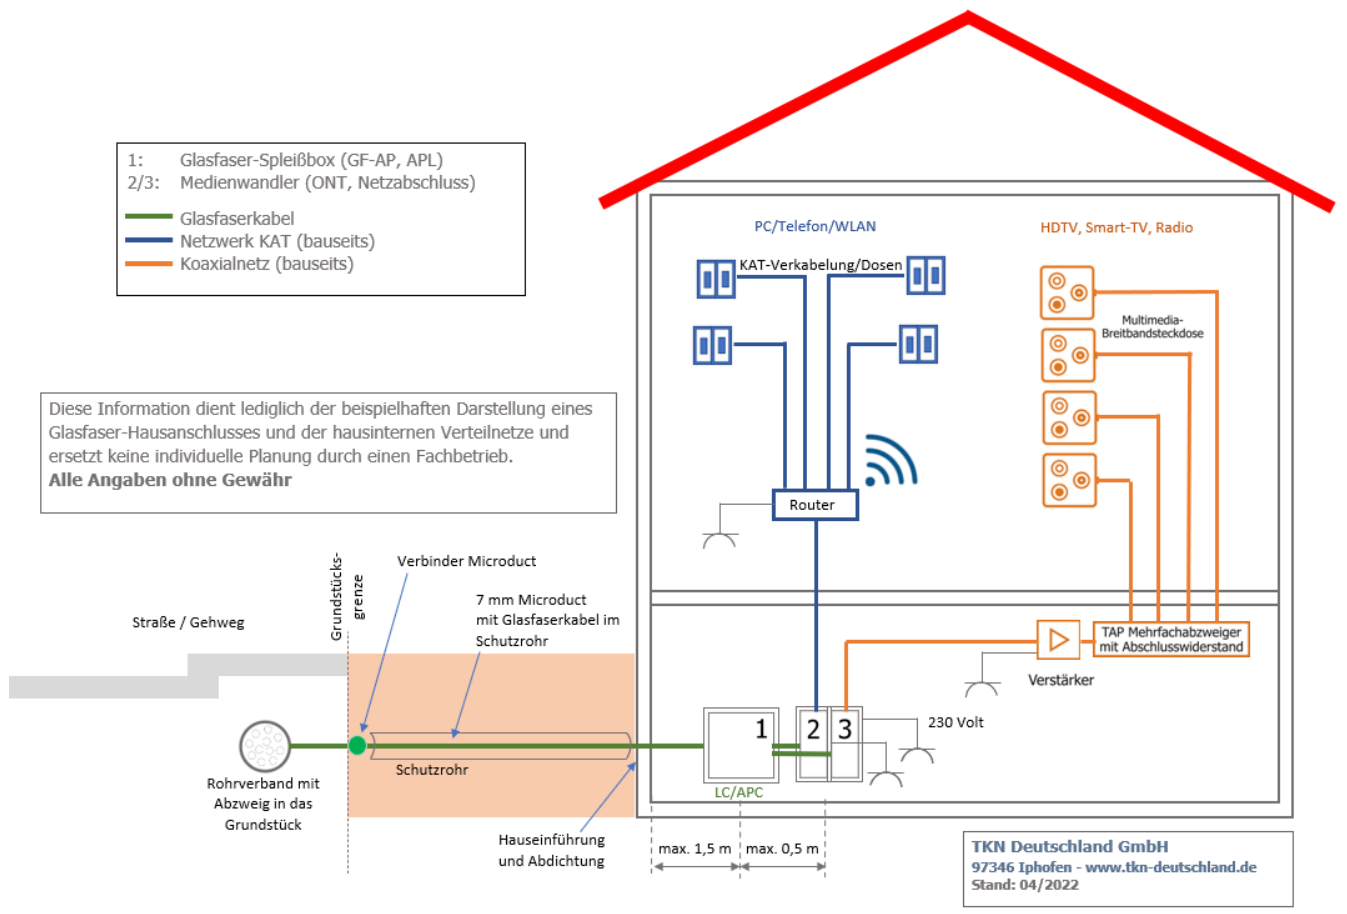 1: Glasfaser-Spleißbox (GF-AP, APL)
2/3: Medienwandler (ONT, Netzabschluss)
Glasfaserkabel
Netzwerk KAT (bauseits)
Koaxialnetz (bauseits)
Diese Information dient lediglich der beispielhaften Darstellung eines
Glasfaser-Hausanschlusses und der hausinternen Verteilnetze und
ersetzt keine individuelle Planung durch einen Fachbetrieb.
Alle Angaben ohne Gewähr
PC/Telefon/WLAN
HDTV, Smart-TV, Radio
KAT-Verkabelung/Dosen
Multimedia-
Breitbandsteckdose
Router
Grundstücks-
grenze
Verbinder Microduct
7 mm Microduct
mit Glasfaserkabel im
Schutzrohr
Straße / Gehweg
TAP Mehrfachabzweiger
mit Abschlusswiderstand
Verstärker
1
2
3
230 Volt
Schutzrohr
Rohrverband mit
Abzweig in das
Grundstück
LC/APC
Hauseinführung
und Abdichtung
max. 1,5 m
max. 0,5 m
TKN Deutschland GmbH
97346 Iphofen - www.tkn-deutschland.de
Stand: 04/2022